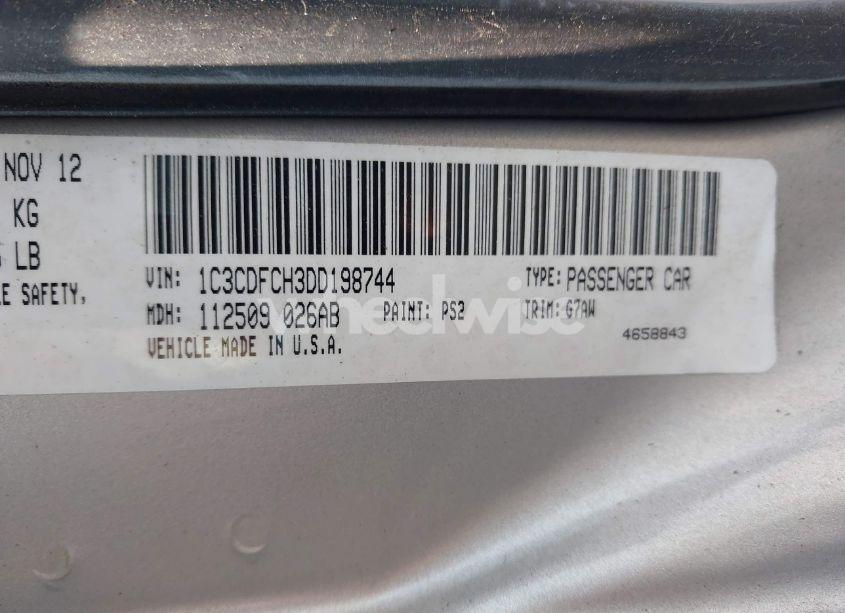 NOV 12
KG
LB
SAFETY,
VIN: 1C3CDFCH3DD198744 TYPE: PASSENGER CAR
MDH: 112509 026AB PAINT: PS2 TRIM: G7AW
VEHICLE MADE IN U.S.A. 4658843
wheelwise